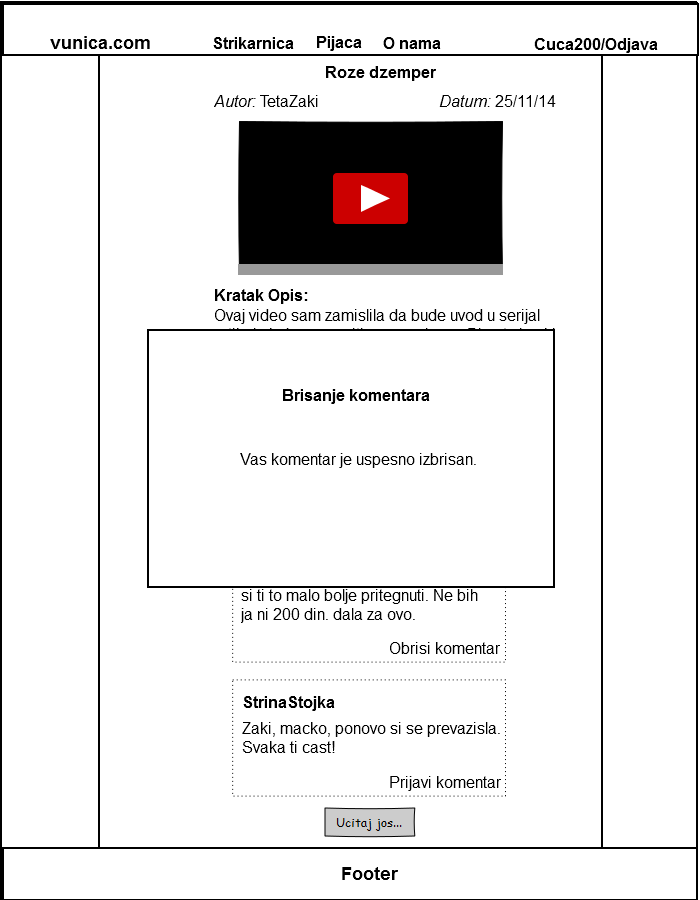 vunica.com Strikarnica Pijaca O nama Cuca200/Odjava
Roze dzemper
Autor: TetaZaki Datum: 25/11/14
Kratak Opis:
Ovaj video sam zamislila da bude uvod u serijal
Brisanje komentara
Vas komentar je uspesno izbrisan.
si ti to malo bolje pritegnuti. Ne bih
ja ni 200 din. dala za ovo.
Obrisi komentar
StrinaStojka
Zaki, macko, ponovo si se prevazisla.
Svaka ti cast!
Prijavi komentar
Ucitaj jos...
Footer